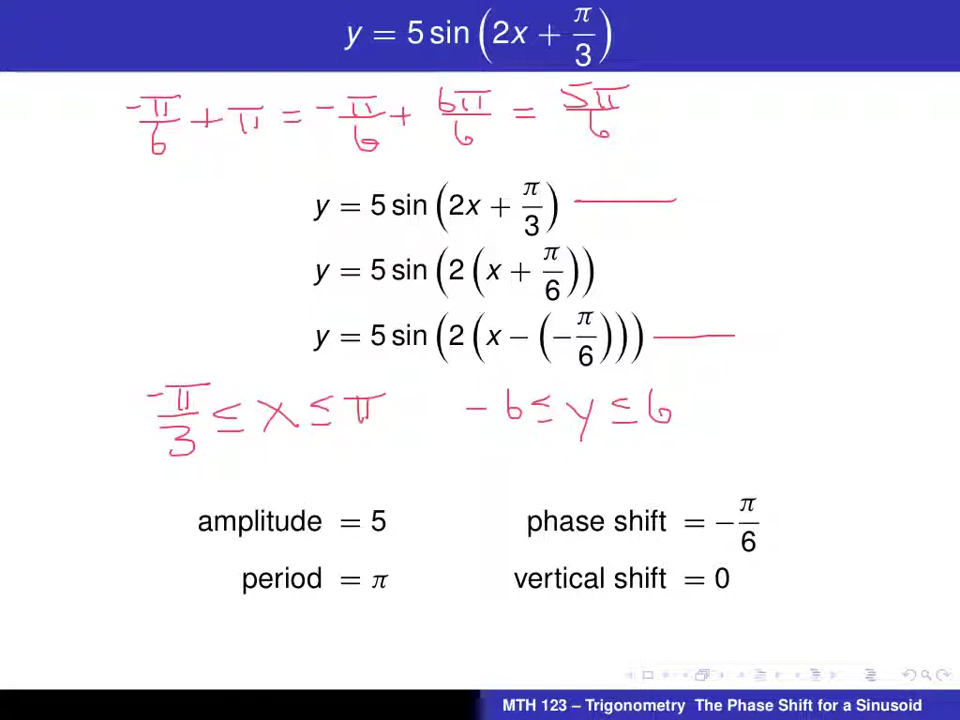 y = 5 sin(2x + π/3)
-π/6 + π = -π/6 + 6π/6 = 5π/6
y = 5 sin(2x + π/3)
y = 5 sin(2(x + π/6))
y = 5 sin(2(x − (−π/6)))
-π/3 ≤ x ≤ π -6 ≤ y ≤ 6
amplitude = 5 phase shift = −π/6
period = π vertical shift = 0
MTH 123 – Trigonometry The Phase Shift for a Sinusoid